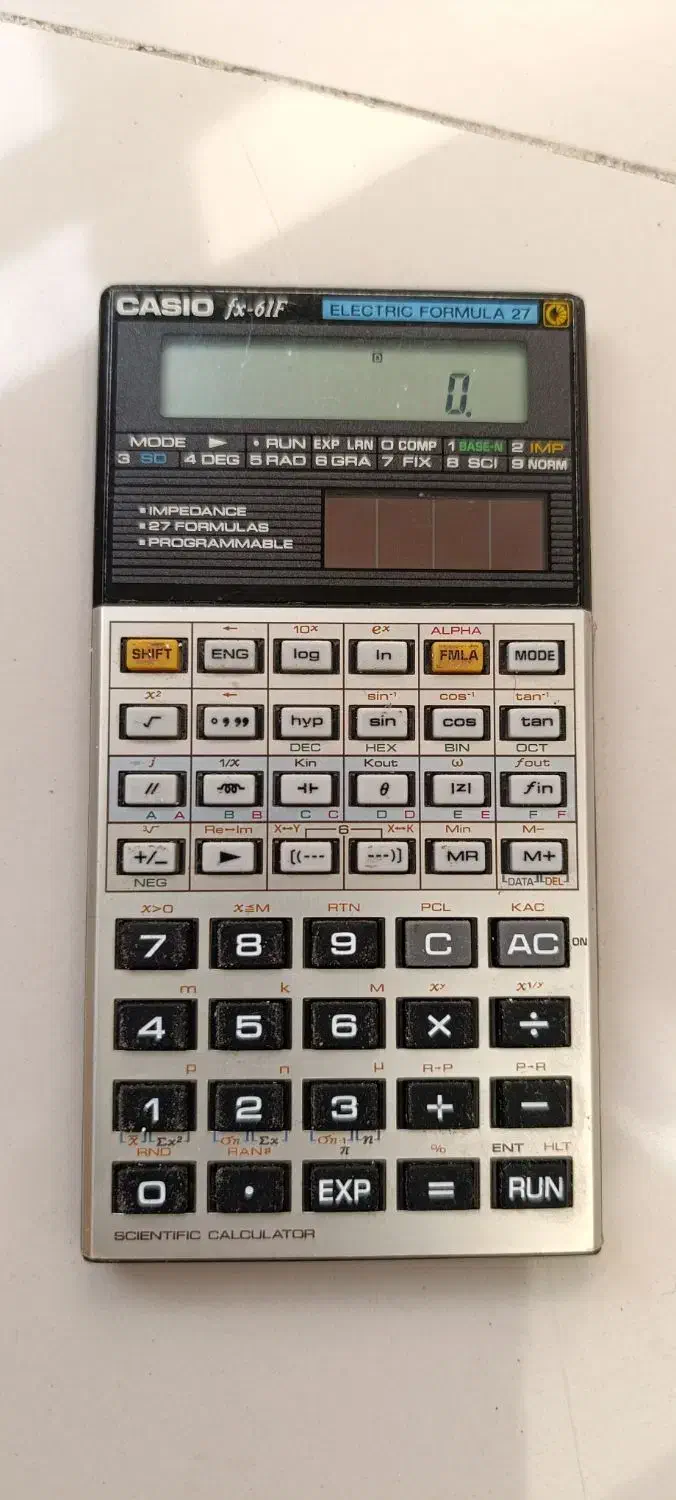 CASIO fx-61F ELECTRIC FORMULA 27
D
0.
MODE ► • RUN EXP LRN 0 COMP 1 BASE-N 2 IMP
3 SD 4 DEG 5 RAD 6 GRA 7 FIX 8 SCI 9 NORM
▪ IMPEDANCE
▪ 27 FORMULAS
▪ PROGRAMMABLE
← 10ˣ eˣ ALPHA
SHIFT ENG log ln FMLA MODE
x² ← sin⁻¹ cos⁻¹ tan⁻¹
√ ° ’ ’’ hyp sin cos tan
DEC HEX BIN OCT
j 1/x Kin Kout ω fout
// ⊣⊢ θ |Z| fin
A A B B C C D D E E F F
³√ Re↔Im X↔Y 6 X↔K Min M−
+/− ► [(--- ---)] MR M+
NEG DATA DEL
x>0 x≦M RTN PCL KAC
7 8 9 C AC ON
m k M xʸ x¹/ʸ
4 5 6 × ÷
p n μ R→P P→R
1 2 3 + −
x̄ Σx² σn Σx σn-1 n
RND RAN# π % ENT HLT
0 • EXP = RUN
SCIENTIFIC CALCULATOR